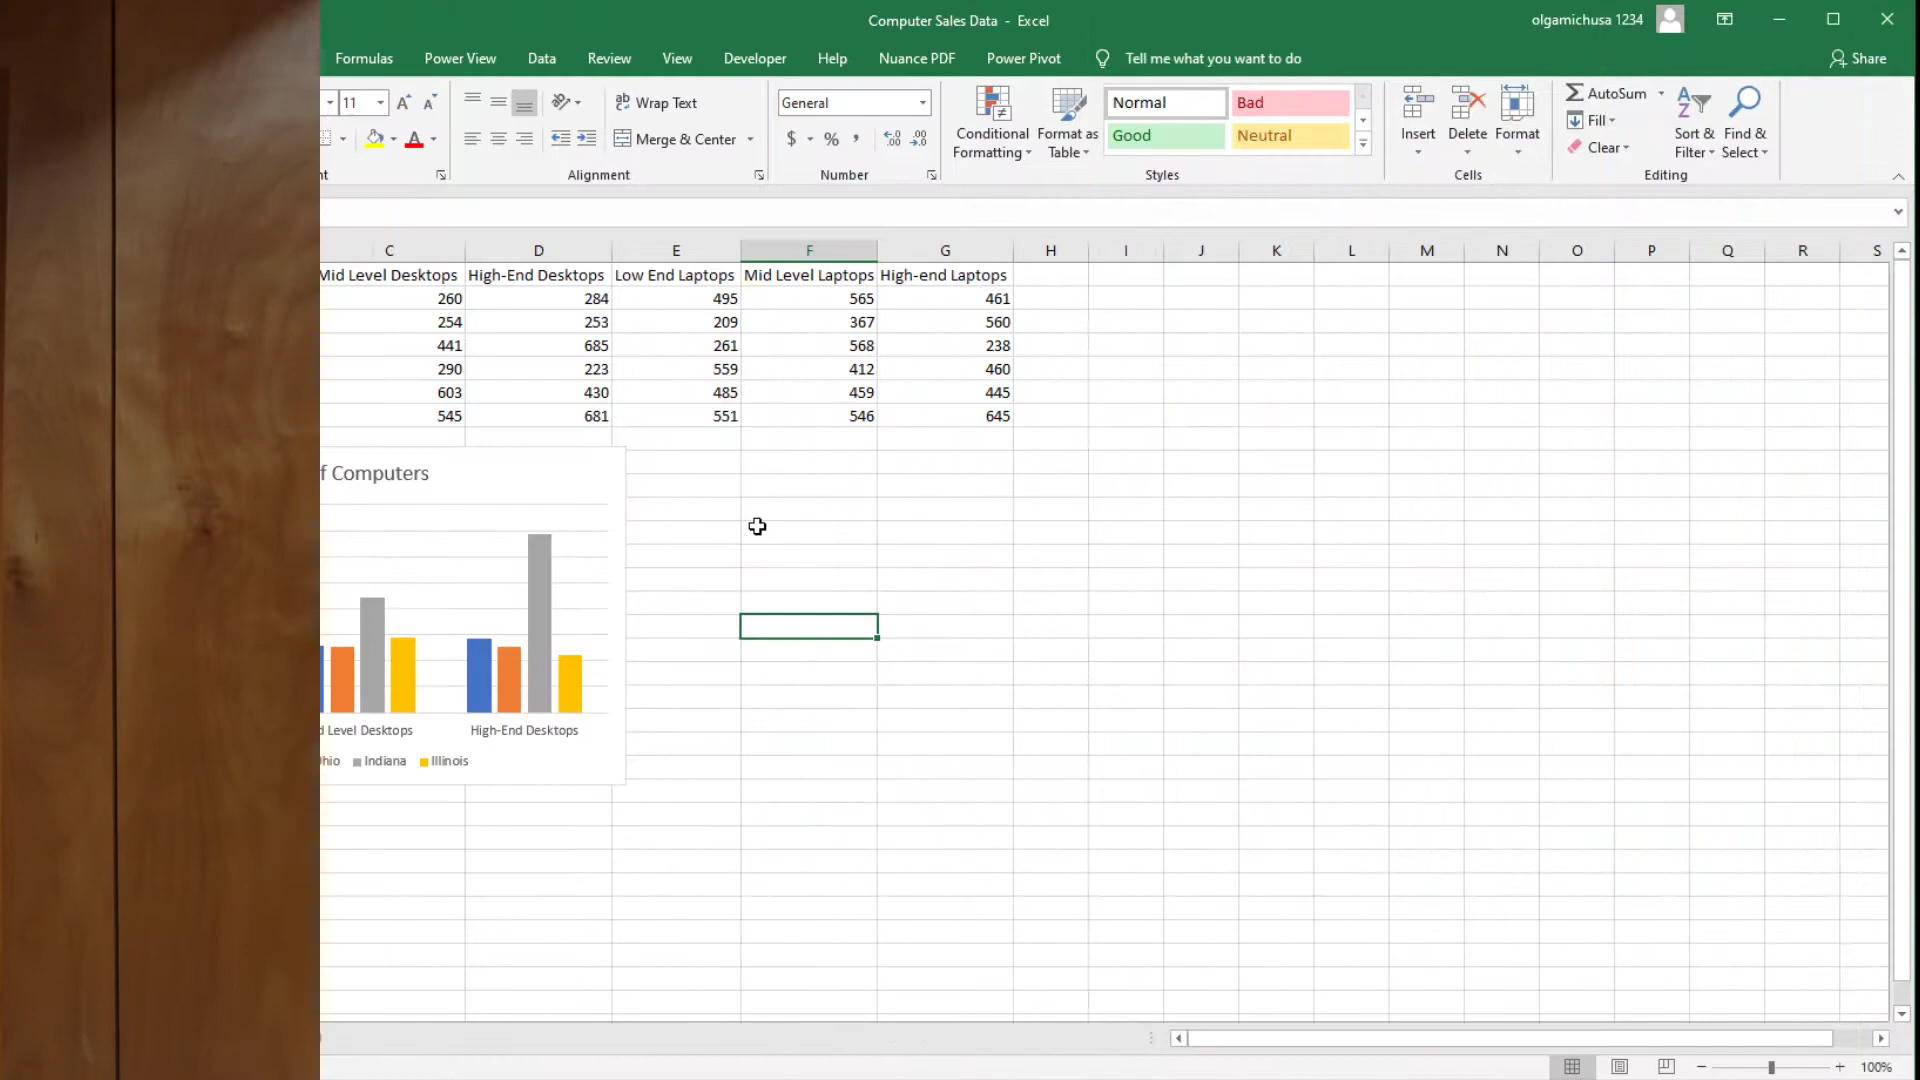 Computer Sales Data - Excel
olgamichusa 1234
Formulas Power View Data Review View Developer Help Nuance PDF Power Pivot Tell me what you want to do Share
11 Wrap Text General Normal Bad AutoSum
Conditional Formatting Format as Table Insert Delete Format Fill Sort & Filter Find & Select
Merge & Center $ % , Good Neutral Clear
Alignment Number Styles Cells Editing
C D E F G H I J K L M N O P Q R S
Mid Level Desktops High-End Desktops Low End Laptops Mid Level Laptops High-end Laptops
260 284 495 565 461
254 253 209 367 560
441 685 261 568 238
290 223 559 412 460
603 430 485 459 445
545 681 551 546 645
f Computers
d Level Desktops High-End Desktops
hio Indiana Illinois
100%